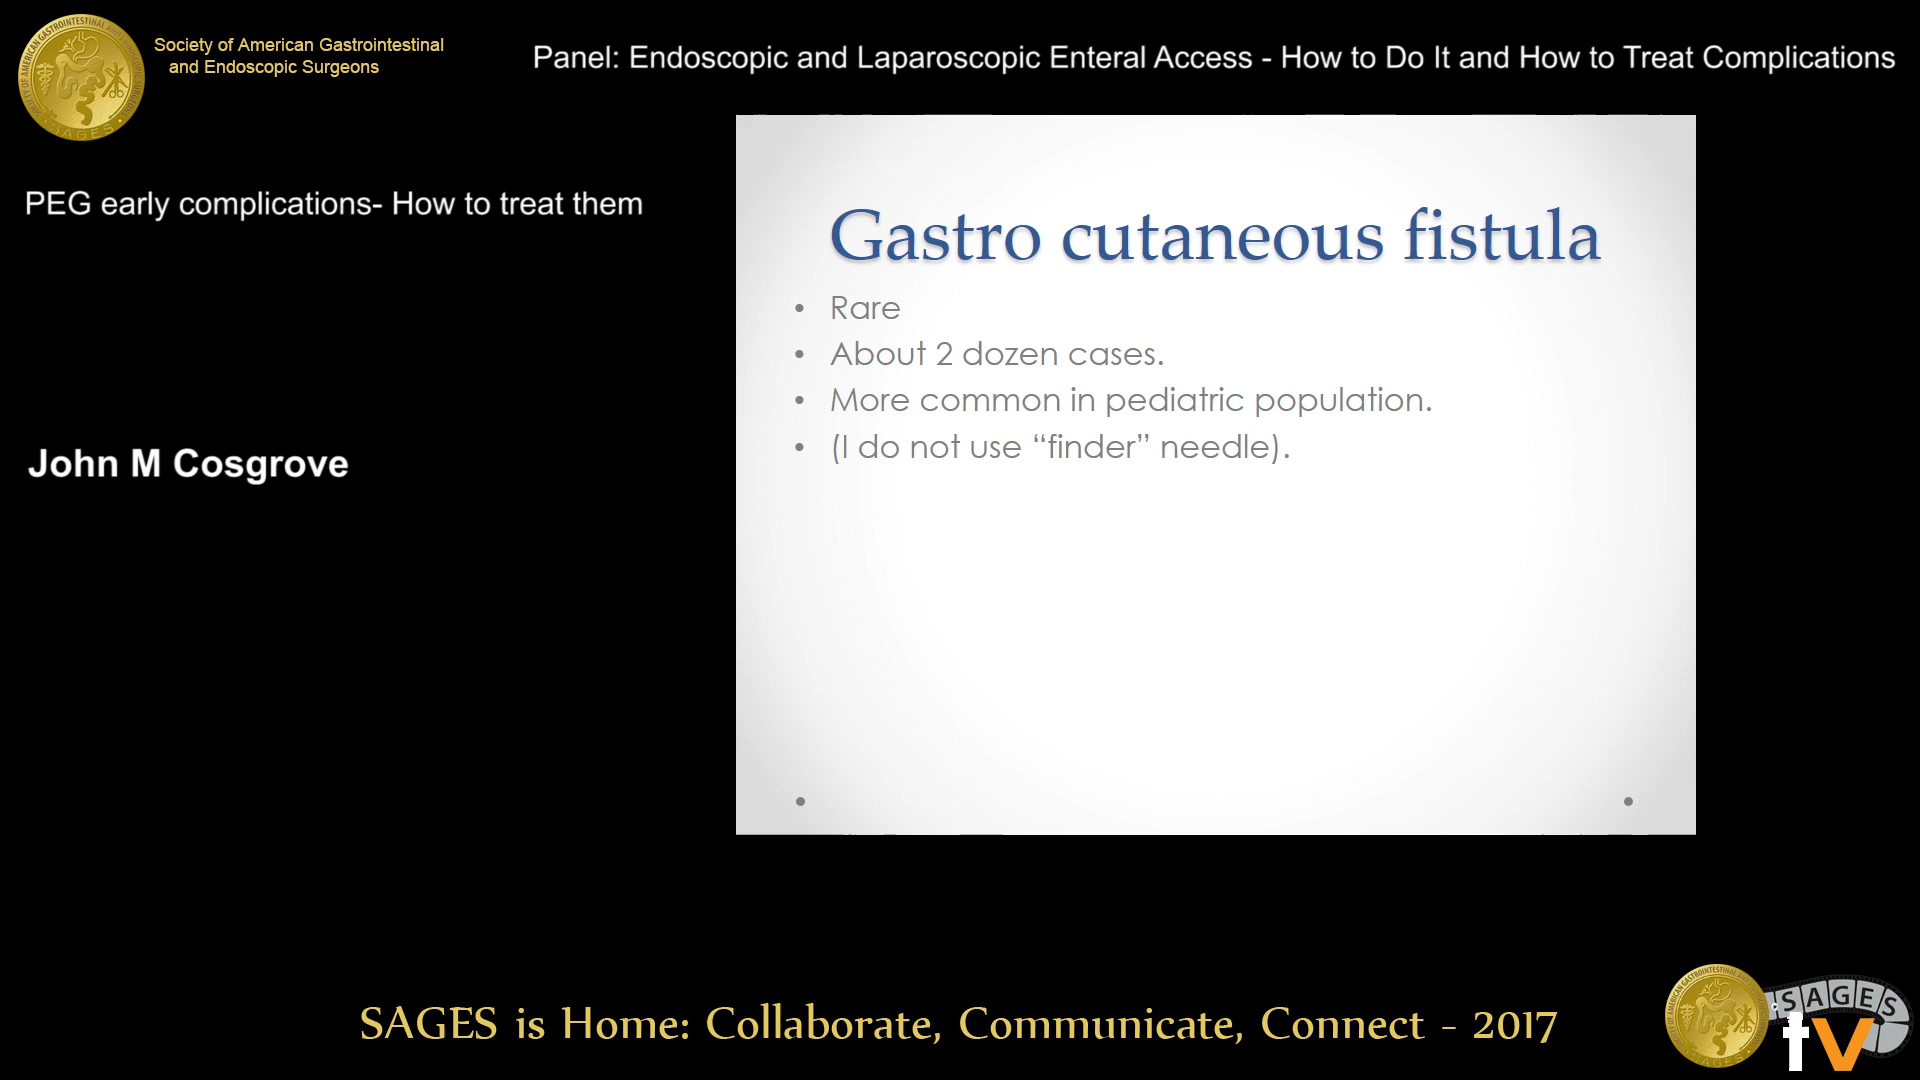 Society of American Gastrointestinal
and Endoscopic Surgeons
Panel: Endoscopic and Laparoscopic Enteral Access - How to Do It and How to Treat Complications
PEG early complications- How to treat them
John M Cosgrove
Gastro cutaneous fistula
• Rare
• About 2 dozen cases.
• More common in pediatric population.
• (I do not use “finder” needle).
SAGES is Home: Collaborate, Communicate, Connect - 2017
SAGES
tv